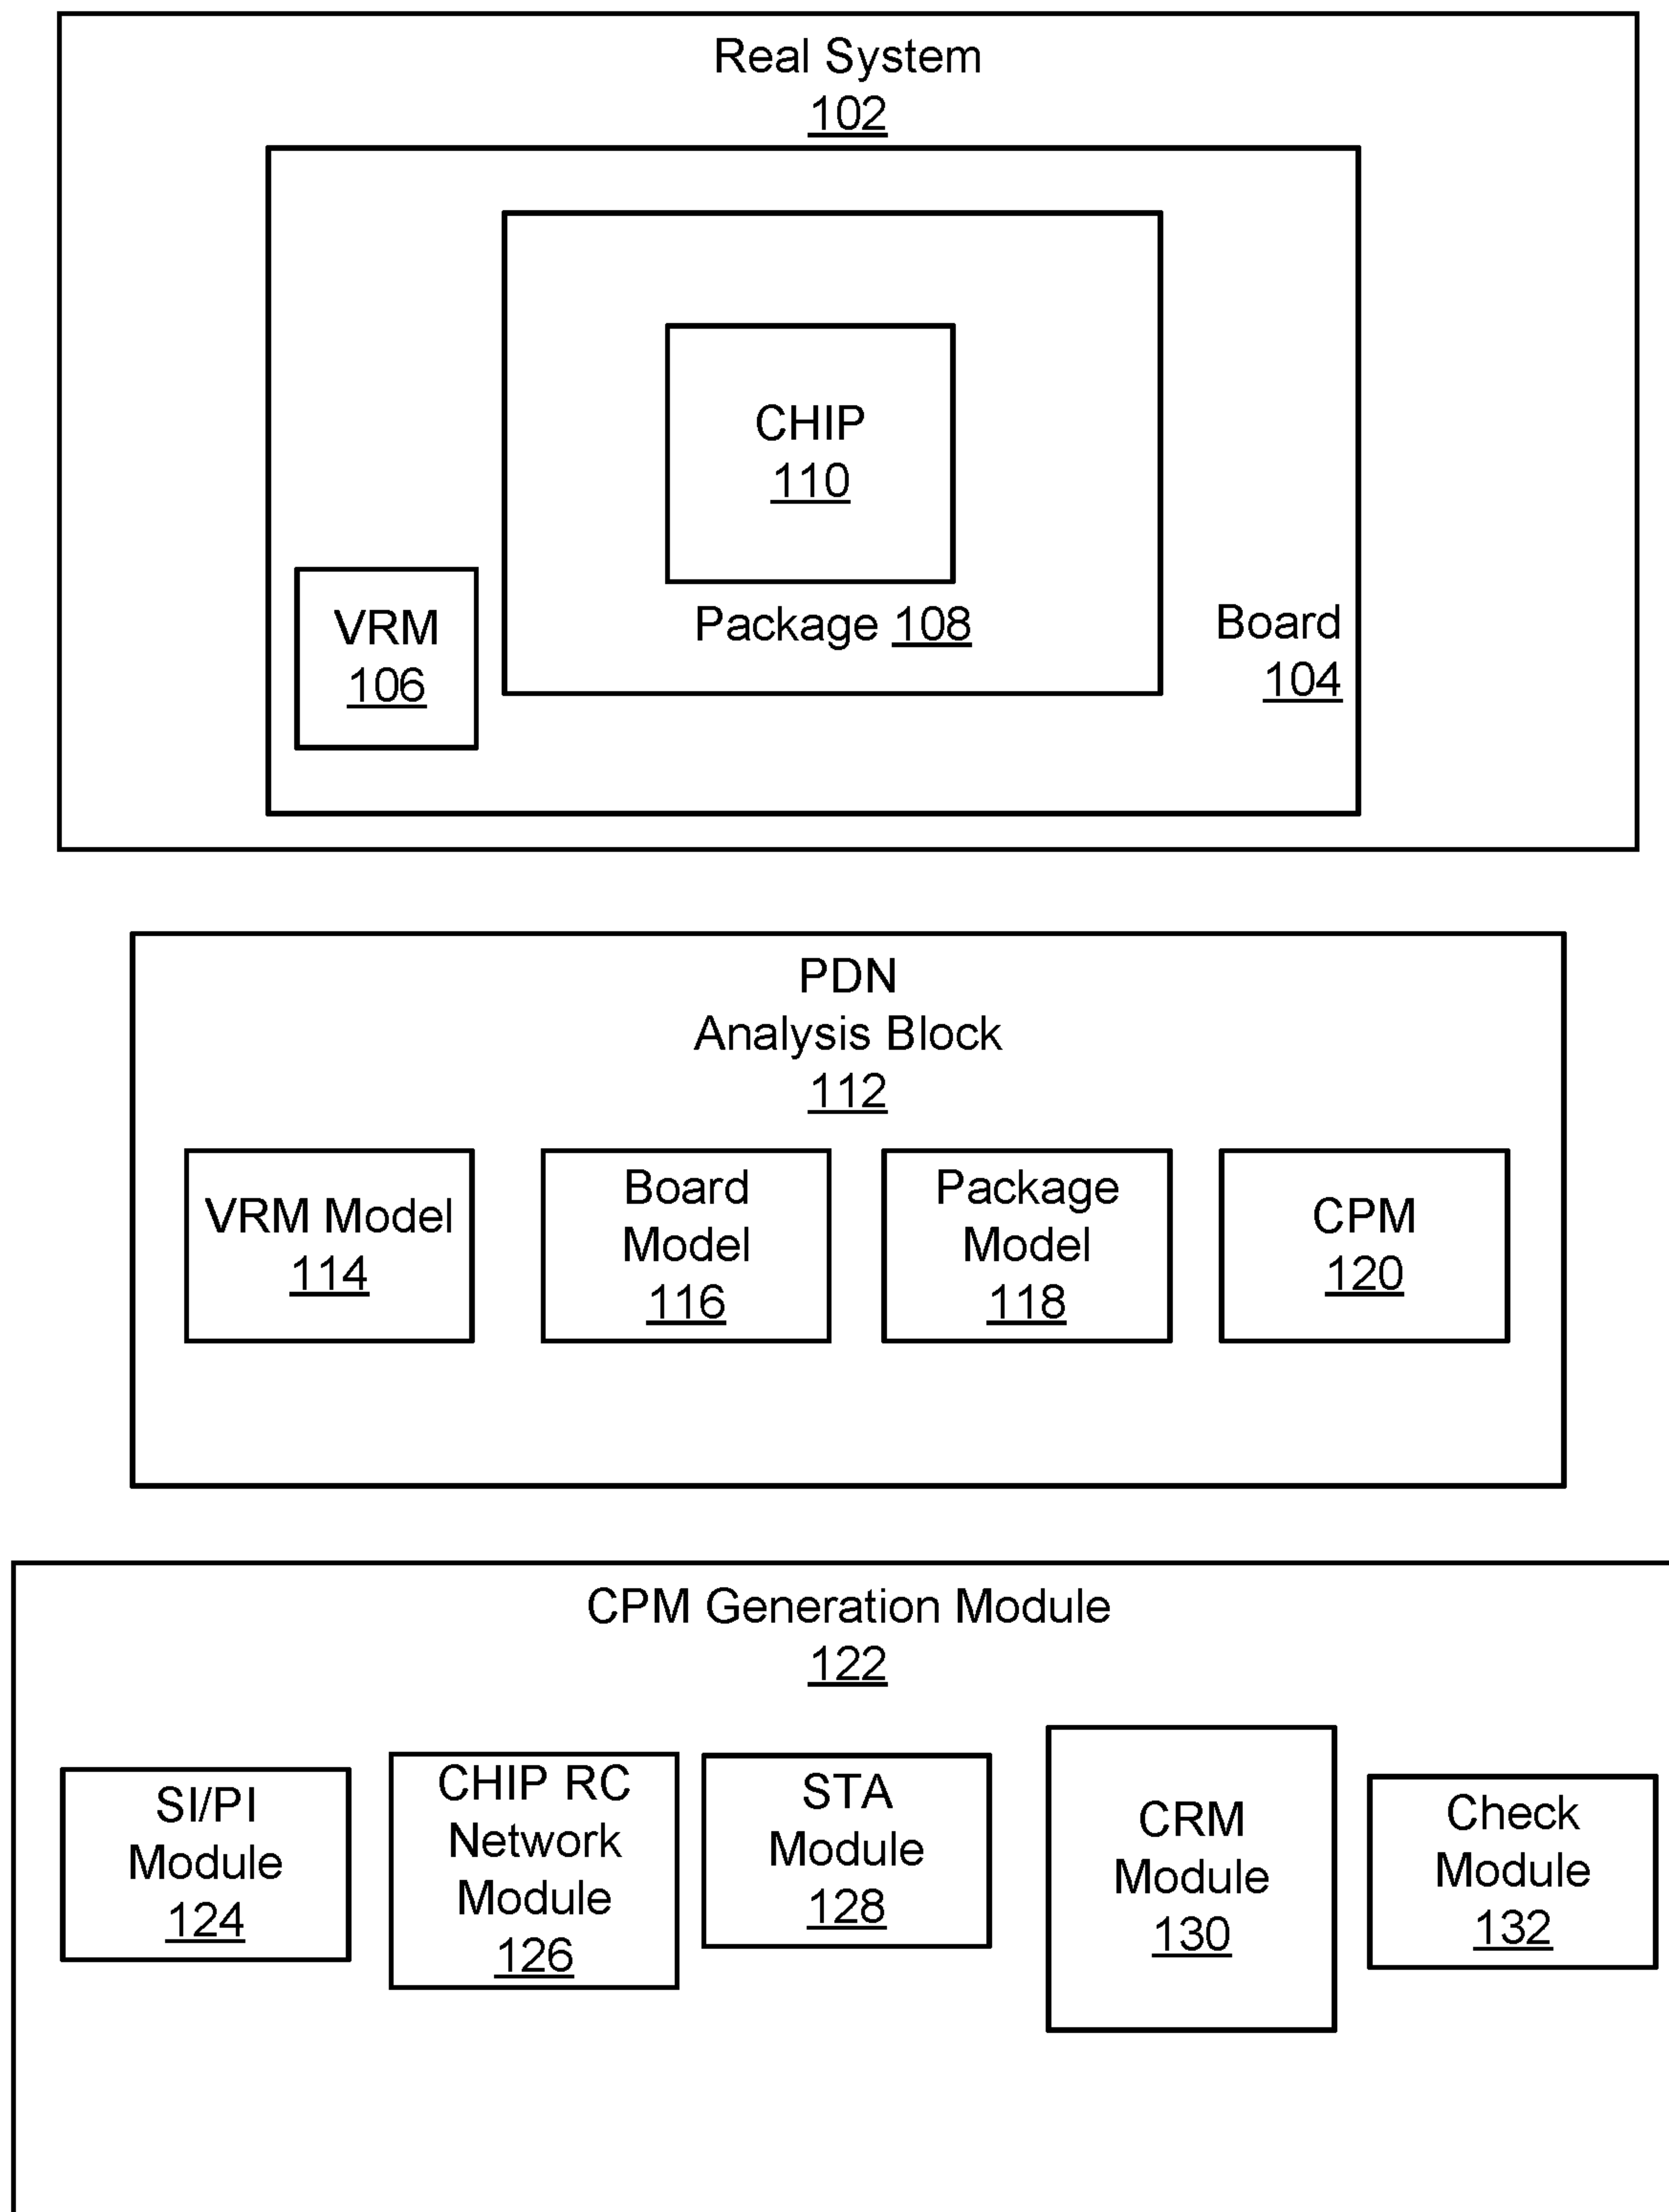 Real System
102
CHIP
110
Package 108
VRM
106
Board
104
PDN
Analysis Block
112
VRM Model
114
Board
Model
116
Package
Model
118
CPM
120
CPM Generation Module
122
SI/PI
Module
124
CHIP RC
Network
Module
126
STA
Module
128
CRM
Module
130
Check
Module
132